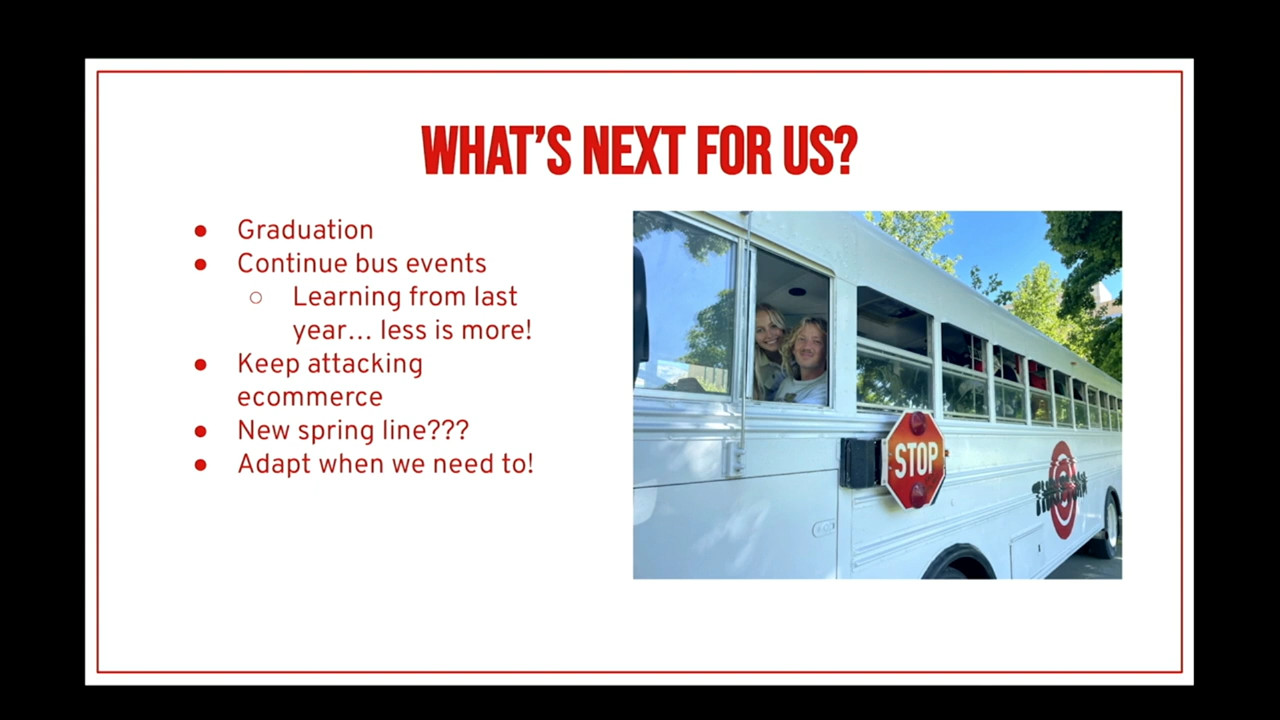 WHAT'S NEXT FOR US?
● Graduation
● Continue bus events
○ Learning from last
year... less is more!
● Keep attacking
ecommerce
● New spring line???
● Adapt when we need to!
STOP